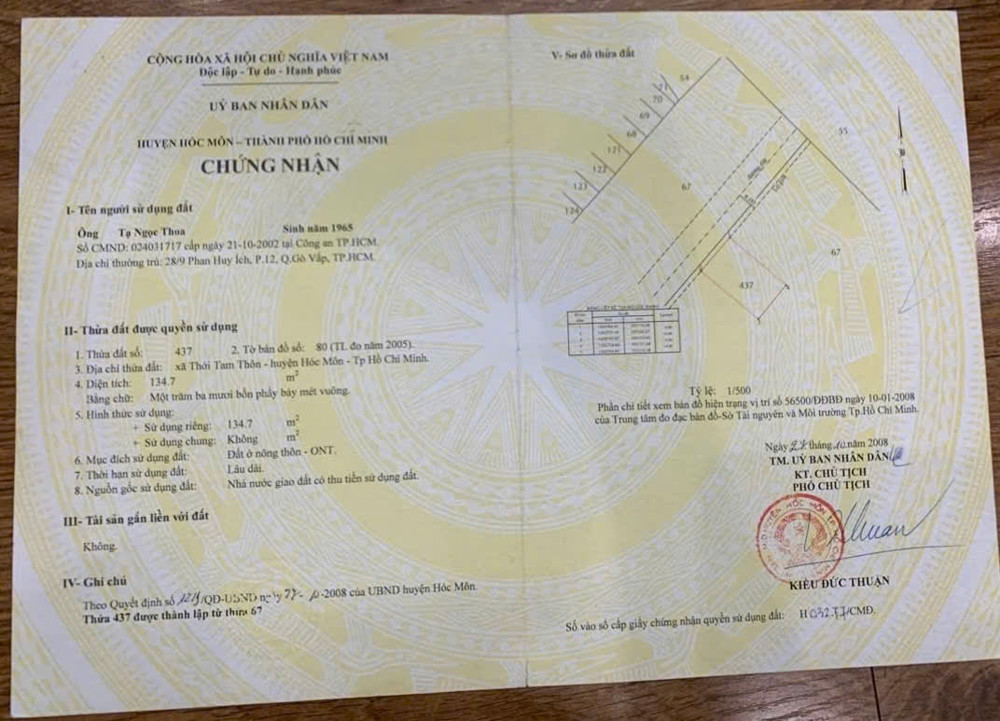 CỘNG HÒA XÃ HỘI CHỦ NGHĨA VIỆT NAM
Độc lập - Tự do - Hạnh phúc
UỶ BAN NHÂN DÂN
HUYỆN HÓC MÔN – THÀNH PHỐ HỒ CHÍ MINH
CHỨNG NHẬN
I- Tên người sử dụng đất
Ông Tạ Ngọc Thoa Sinh năm 1965
Số CMND: 024031717 cấp ngày 21-10-2002 tại Công an TP.HCM.
Địa chỉ thường trú: 28/9 Phan Huy Ích, P.12, Q.Gò Vấp, TP.HCM.
II- Thửa đất được quyền sử dụng
1. Thửa đất số: 437 2. Tờ bản đồ số: 80 (TL đo năm 2005).
3. Địa chỉ thửa đất: xã Thới Tam Thôn - huyện Hóc Môn - Tp Hồ Chí Minh.
4. Diện tích: 134.7 m2
Bằng chữ: Một trăm ba mươi bốn phẩy bảy mét vuông.
5. Hình thức sử dụng:
+ Sử dụng riêng: 134.7 m2
+ Sử dụng chung: Không m2
6. Mục đích sử dụng đất: Đất ở nông thôn - ONT.
7. Thời hạn sử dụng đất: Lâu dài.
8. Nguồn gốc sử dụng đất: Nhà nước giao đất có thu tiền sử dụng đất.
III- Tài sản gắn liền với đất
Không.
IV- Ghi chú
Theo Quyết định số /QĐ-UBND ngày -2008 của UBND huyện Hóc Môn.
Thửa 437 được thành lập từ thửa 67
V- Sơ đồ thửa đất
54
71
70
69
68
121
122
123
124
55
67
67
437
Tỷ lệ: 1/500
Phần chi tiết xem bản đồ hiện trạng vị trí số 56500/ĐĐBĐ ngày 10-01-2008
của Trung tâm đo đạc bản đồ-Sở Tài nguyên và Môi trường Tp.Hồ Chí Minh.
Ngày 27 tháng 10 năm 2008
TM. UỶ BAN NHÂN DÂN
KT. CHỦ TỊCH
PHÓ CHỦ TỊCH
KIỀU ĐỨC THUẬN
Số vào sổ cấp giấy chứng nhận quyền sử dụng đất: H 03277/CMĐ.